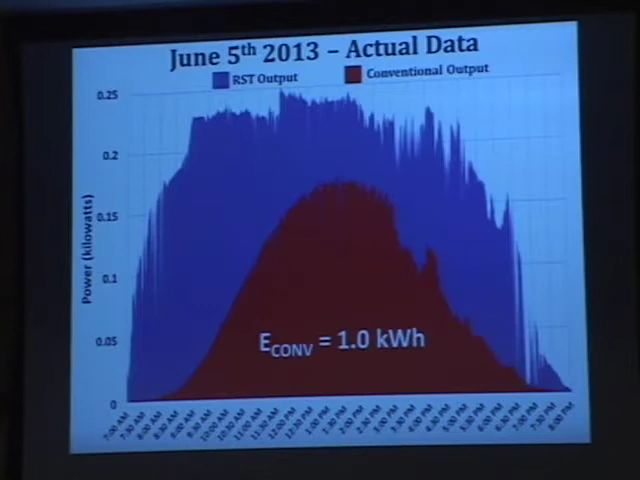 June 5th 2013 – Actual Data
RST Output
Conventional Output
0.25
0.2
0.15
0.1
0.05
0
Power (kilowatts)
E CONV = 1.0 kWh
7:00 AM
7:30 AM
8:00 AM
8:30 AM
9:00 AM
9:30 AM
10:00 AM
10:30 AM
11:00 AM
11:30 AM
12:00 PM
12:30 PM
1:00 PM
1:30 PM
2:00 PM
2:30 PM
3:00 PM
3:30 PM
4:00 PM
4:30 PM
5:00 PM
5:30 PM
6:00 PM
6:30 PM
7:00 PM
7:30 PM
8:00 PM